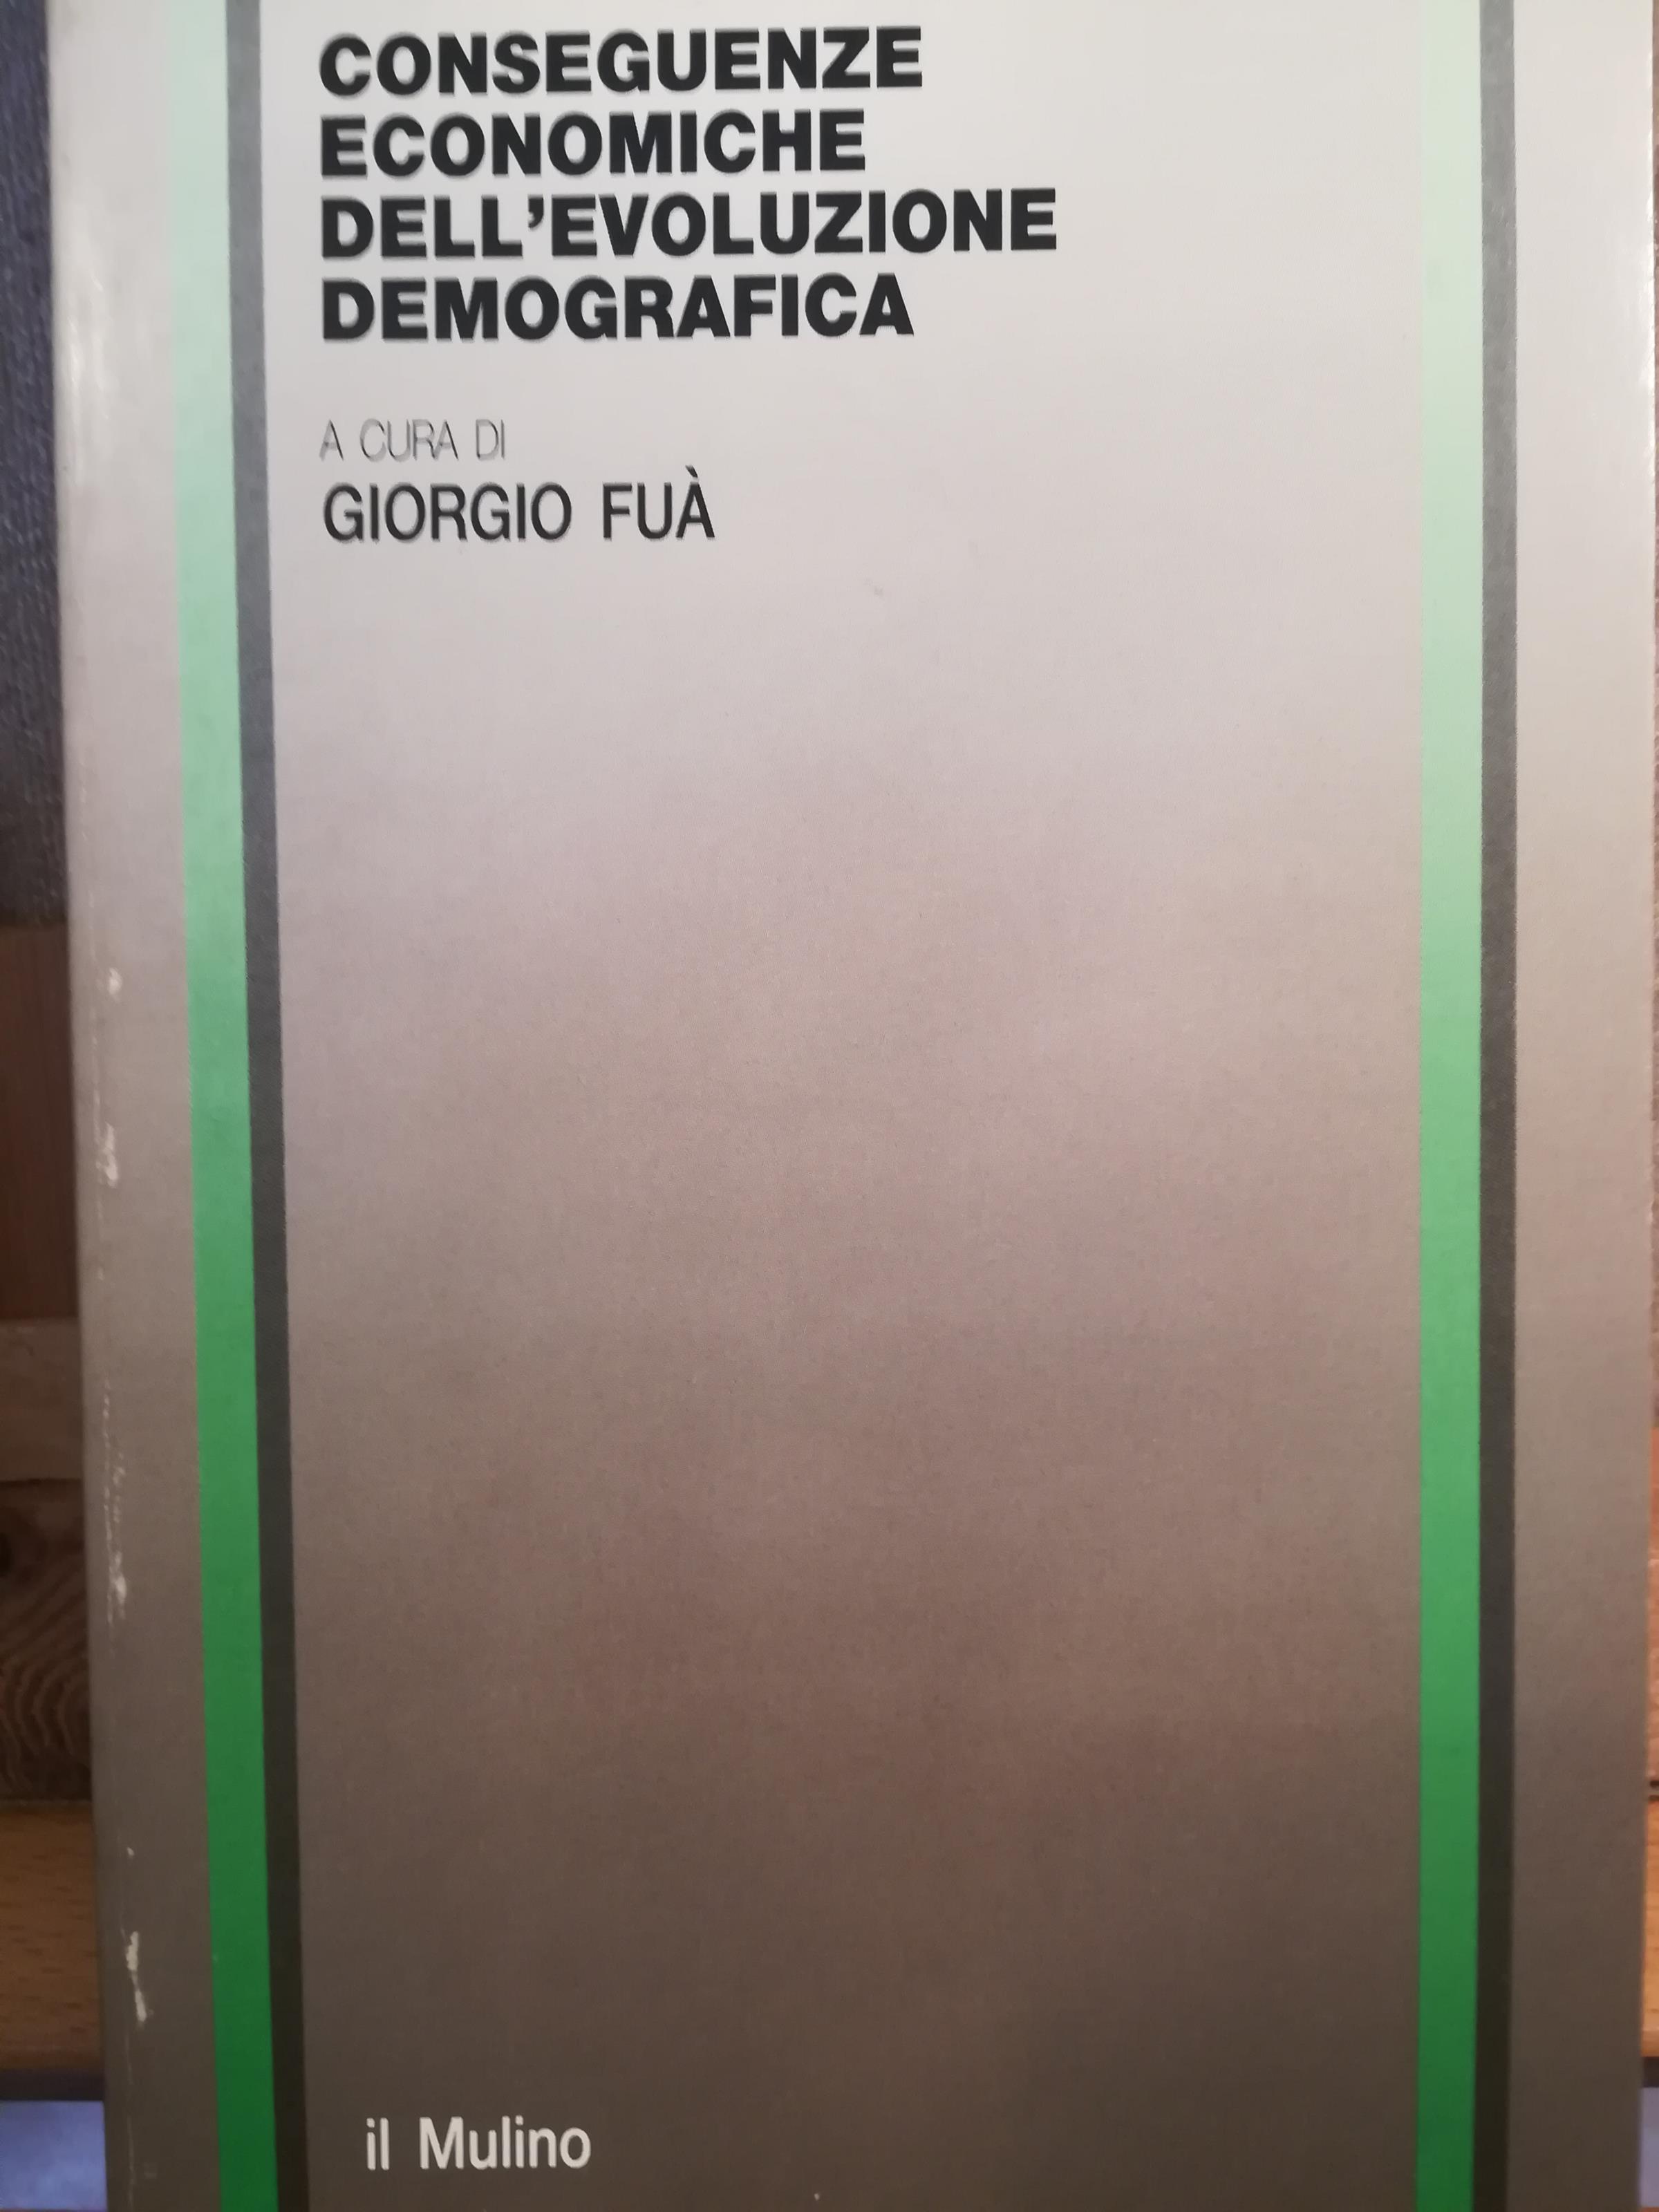 CONSEGUENZE
ECONOMICHE
DELL'EVOLUZIONE
DEMOGRAFICA
A CURA DI
GIORGIO FUÀ
il Mulino